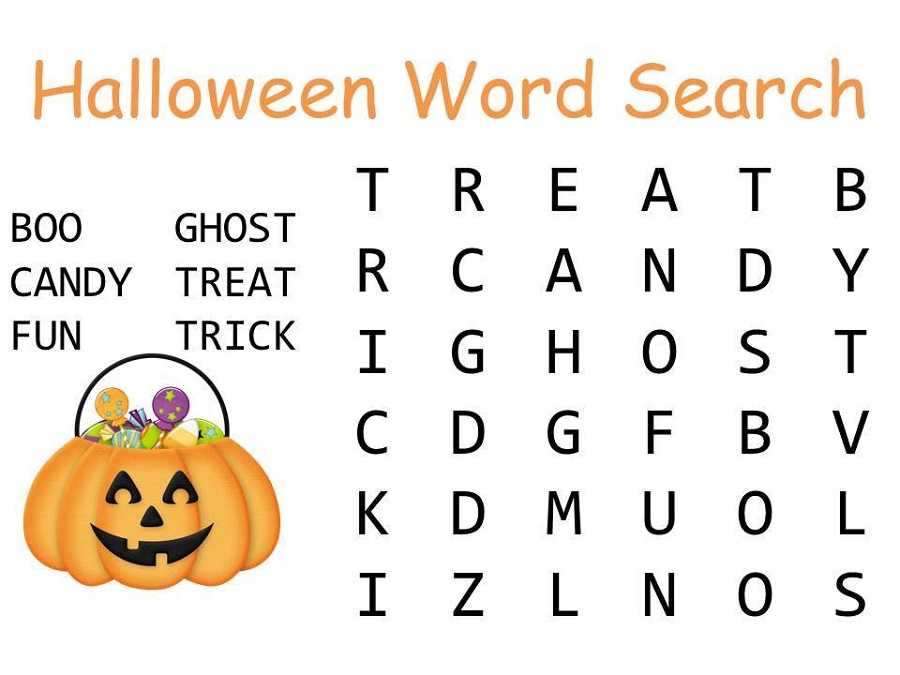 Halloween Word Search
BOO GHOST
CANDY TREAT
FUN TRICK
T R E A T B
R C A N D Y
I G H O S T
C D G F B V
K D M U O L
I Z L N O S